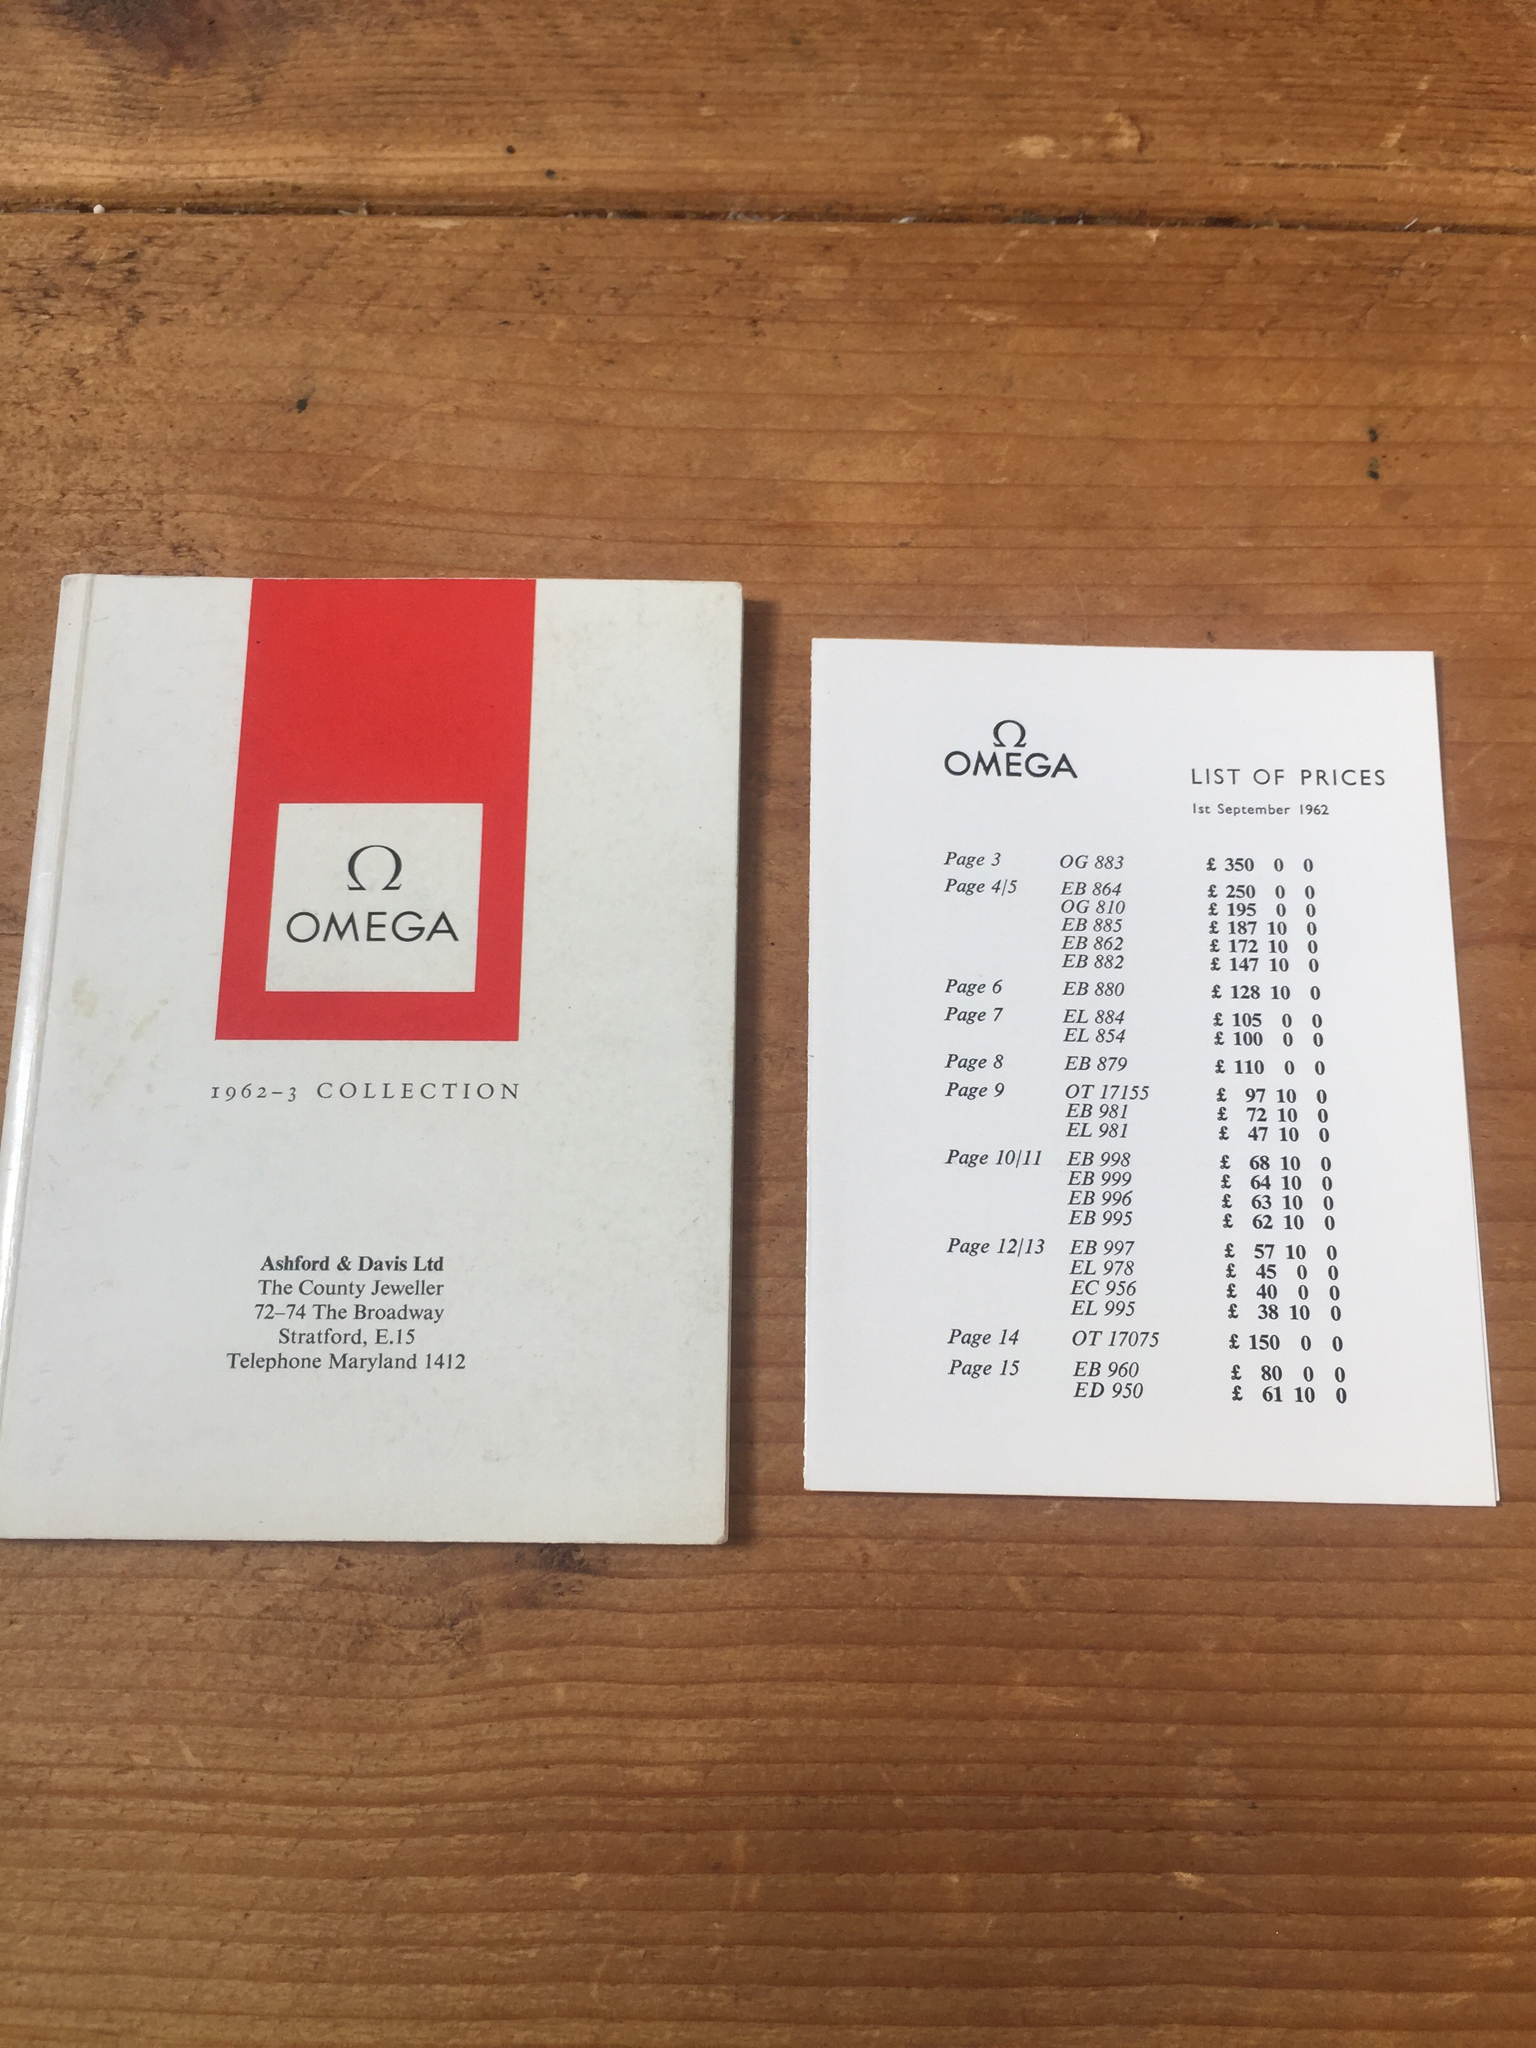 Ω
OMEGA
1962–3 COLLECTION
Ashford & Davis Ltd
The County Jeweller
72–74 The Broadway
Stratford, E.15
Telephone Maryland 1412
Ω
OMEGA
LIST OF PRICES
1st September 1962
Page 3 OG 883 £ 350 0 0
Page 4/5 EB 864 £ 250 0 0
OG 810 £ 195 0 0
EB 885 £ 187 10 0
EB 862 £ 172 10 0
EB 882 £ 147 10 0
Page 6 EB 880 £ 128 10 0
Page 7 EL 884 £ 105 0 0
EL 854 £ 100 0 0
Page 8 EB 879 £ 110 0 0
Page 9 OT 17155 £ 97 10 0
EB 981 £ 72 10 0
EL 981 £ 47 10 0
Page 10/11 EB 998 £ 68 10 0
EB 999 £ 64 10 0
EB 996 £ 63 10 0
EB 995 £ 62 10 0
Page 12/13 EB 997 £ 57 10 0
EL 978 £ 45 0 0
EC 956 £ 40 0 0
EL 995 £ 38 10 0
Page 14 OT 17075 £ 150 0 0
Page 15 EB 960 £ 80 0 0
ED 950 £ 61 10 0